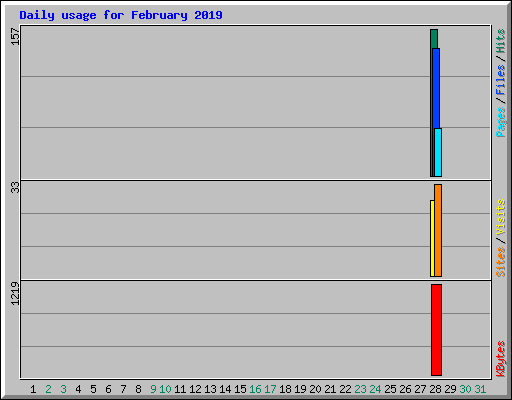 Daily usage for February 2019
157
Pages / Files / Hits
33
Sites / Visits
1219
KBytes
1 2 3 4 5 6 7 8 9 10 11 12 13 14 15 16 17 18 19 20 21 22 23 24 25 26 27 28 29 30 31